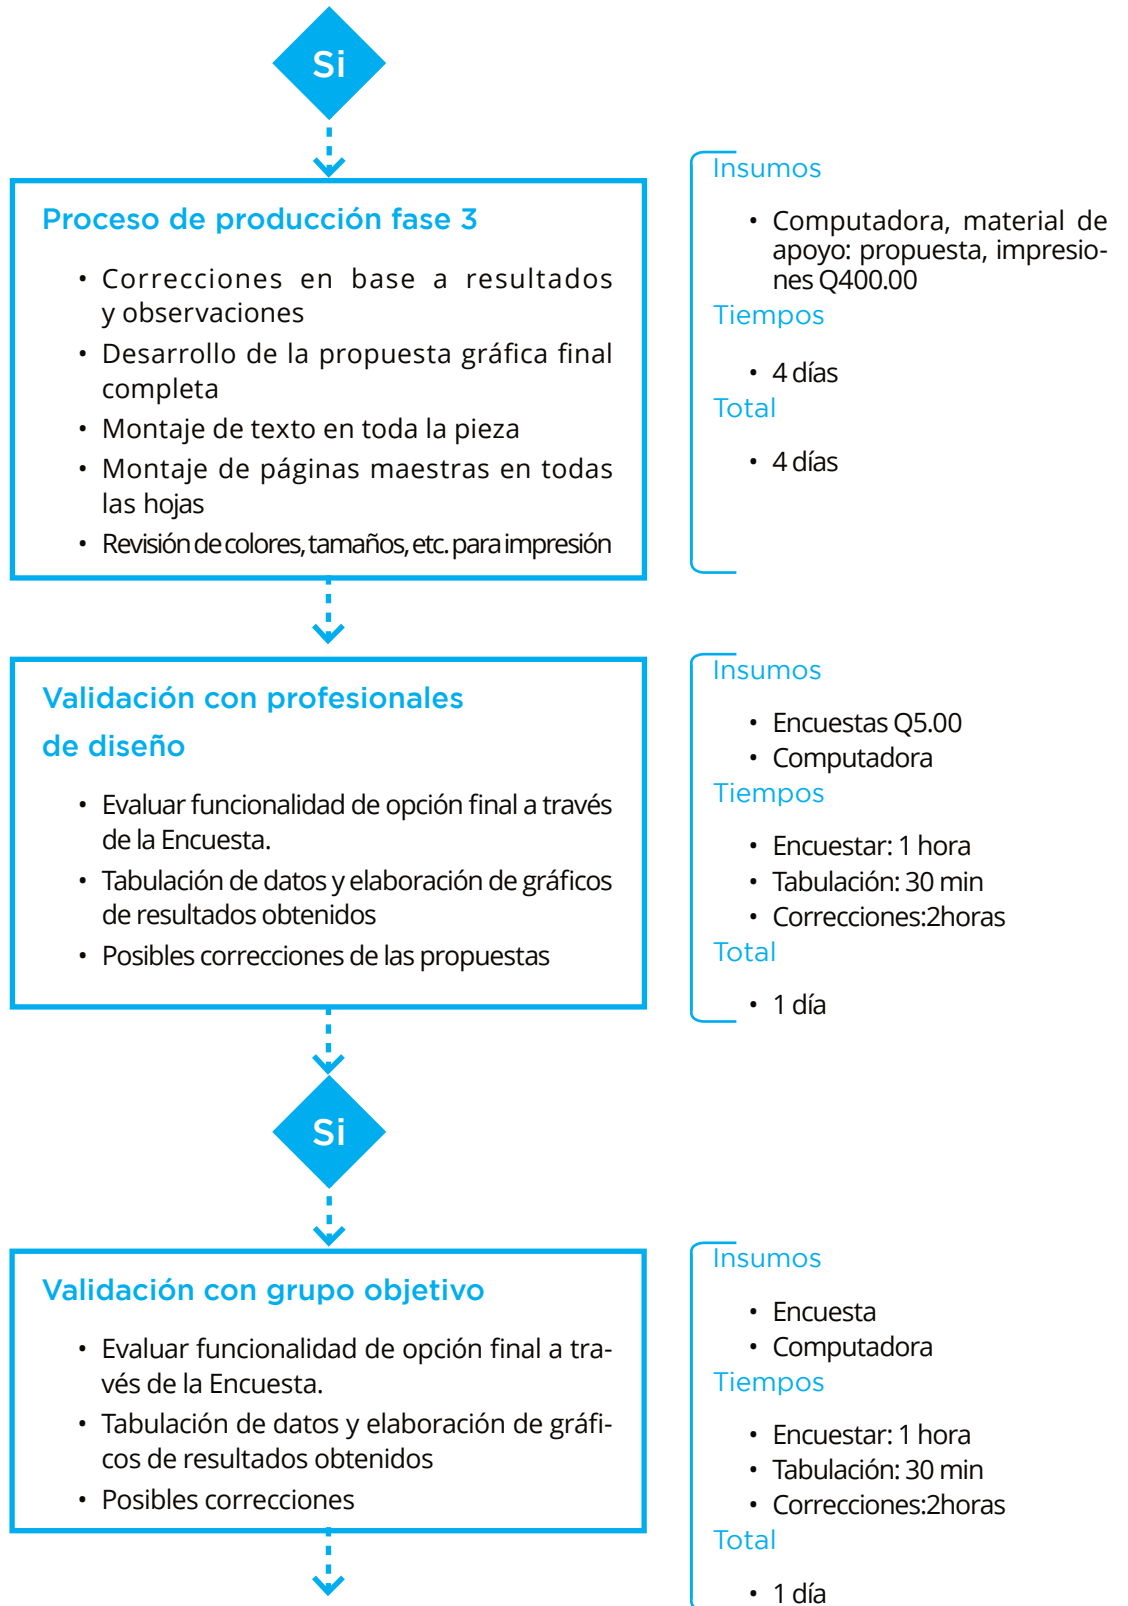 Si
Proceso de producción fase 3
• Correcciones en base a resultados
y observaciones
• Desarrollo de la propuesta gráfica final
completa
• Montaje de texto en toda la pieza
• Montaje de páginas maestras en todas
las hojas
• Revisión de colores, tamaños, etc. para impresión
Insumos
• Computadora, material de
apoyo: propuesta, impresio-
nes Q400.00
Tiempos
• 4 días
Total
• 4 días
Validación con profesionales
de diseño
• Evaluar funcionalidad de opción final a través
de la Encuesta.
• Tabulación de datos y elaboración de gráficos
de resultados obtenidos
• Posibles correcciones de las propuestas
Insumos
• Encuestas Q5.00
• Computadora
Tiempos
• Encuestar: 1 hora
• Tabulación: 30 min
• Correcciones:2horas
Total
• 1 día
Si
Validación con grupo objetivo
• Evaluar funcionalidad de opción final a tra-
vés de la Encuesta.
• Tabulación de datos y elaboración de gráfi-
cos de resultados obtenidos
• Posibles correcciones
Insumos
• Encuesta
• Computadora
Tiempos
• Encuestar: 1 hora
• Tabulación: 30 min
• Correcciones:2horas
Total
• 1 día